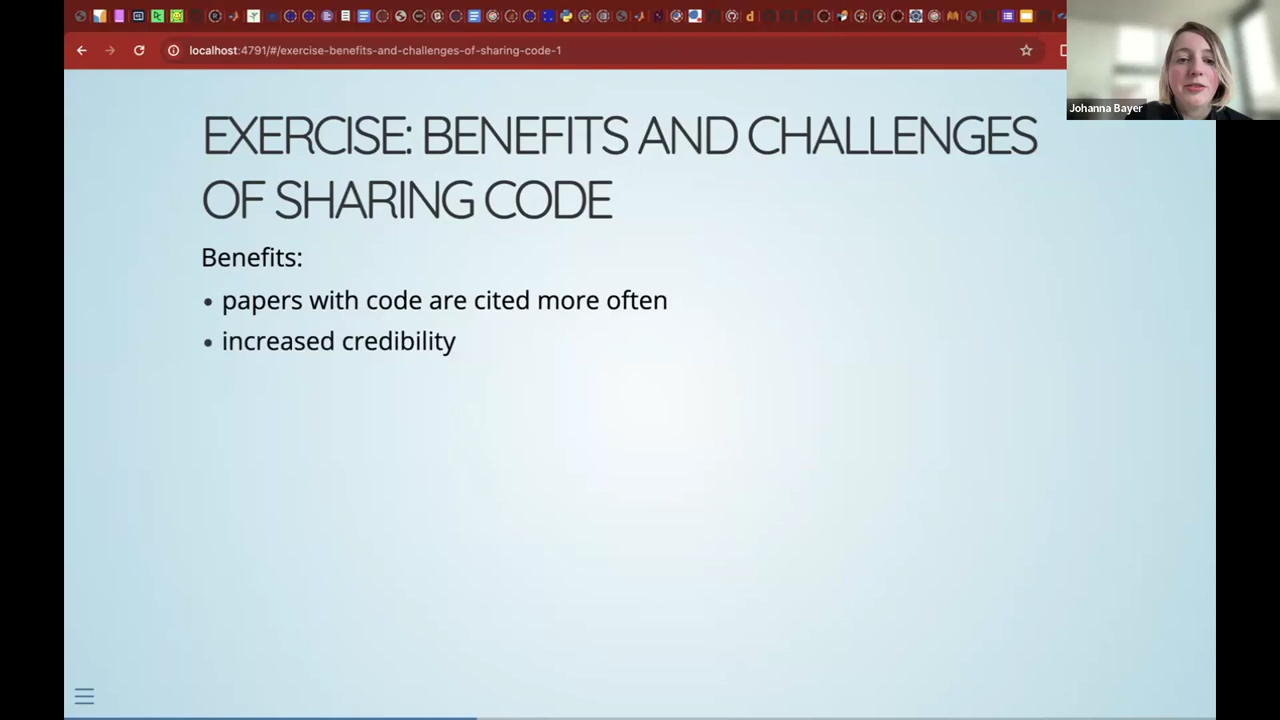 localhost:4791/#/exercise-benefits-and-challenges-of-sharing-code-1
Johanna Bayer
EXERCISE: BENEFITS AND CHALLENGES
OF SHARING CODE
Benefits:
• papers with code are cited more often
• increased credibility